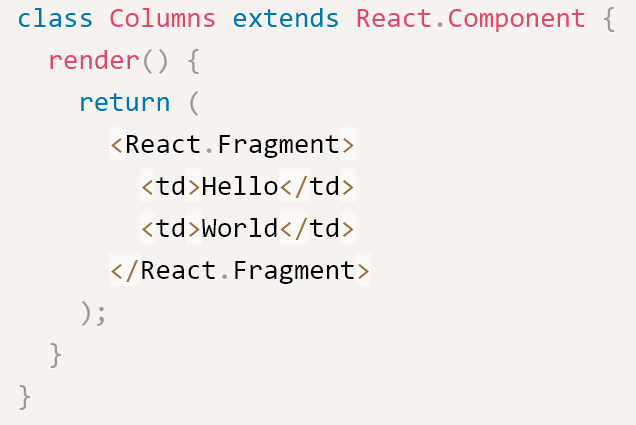 class Columns extends React.Component {
render() {
return (
<React.Fragment>
<td>Hello</td>
<td>World</td>
</React.Fragment>
);
}
}